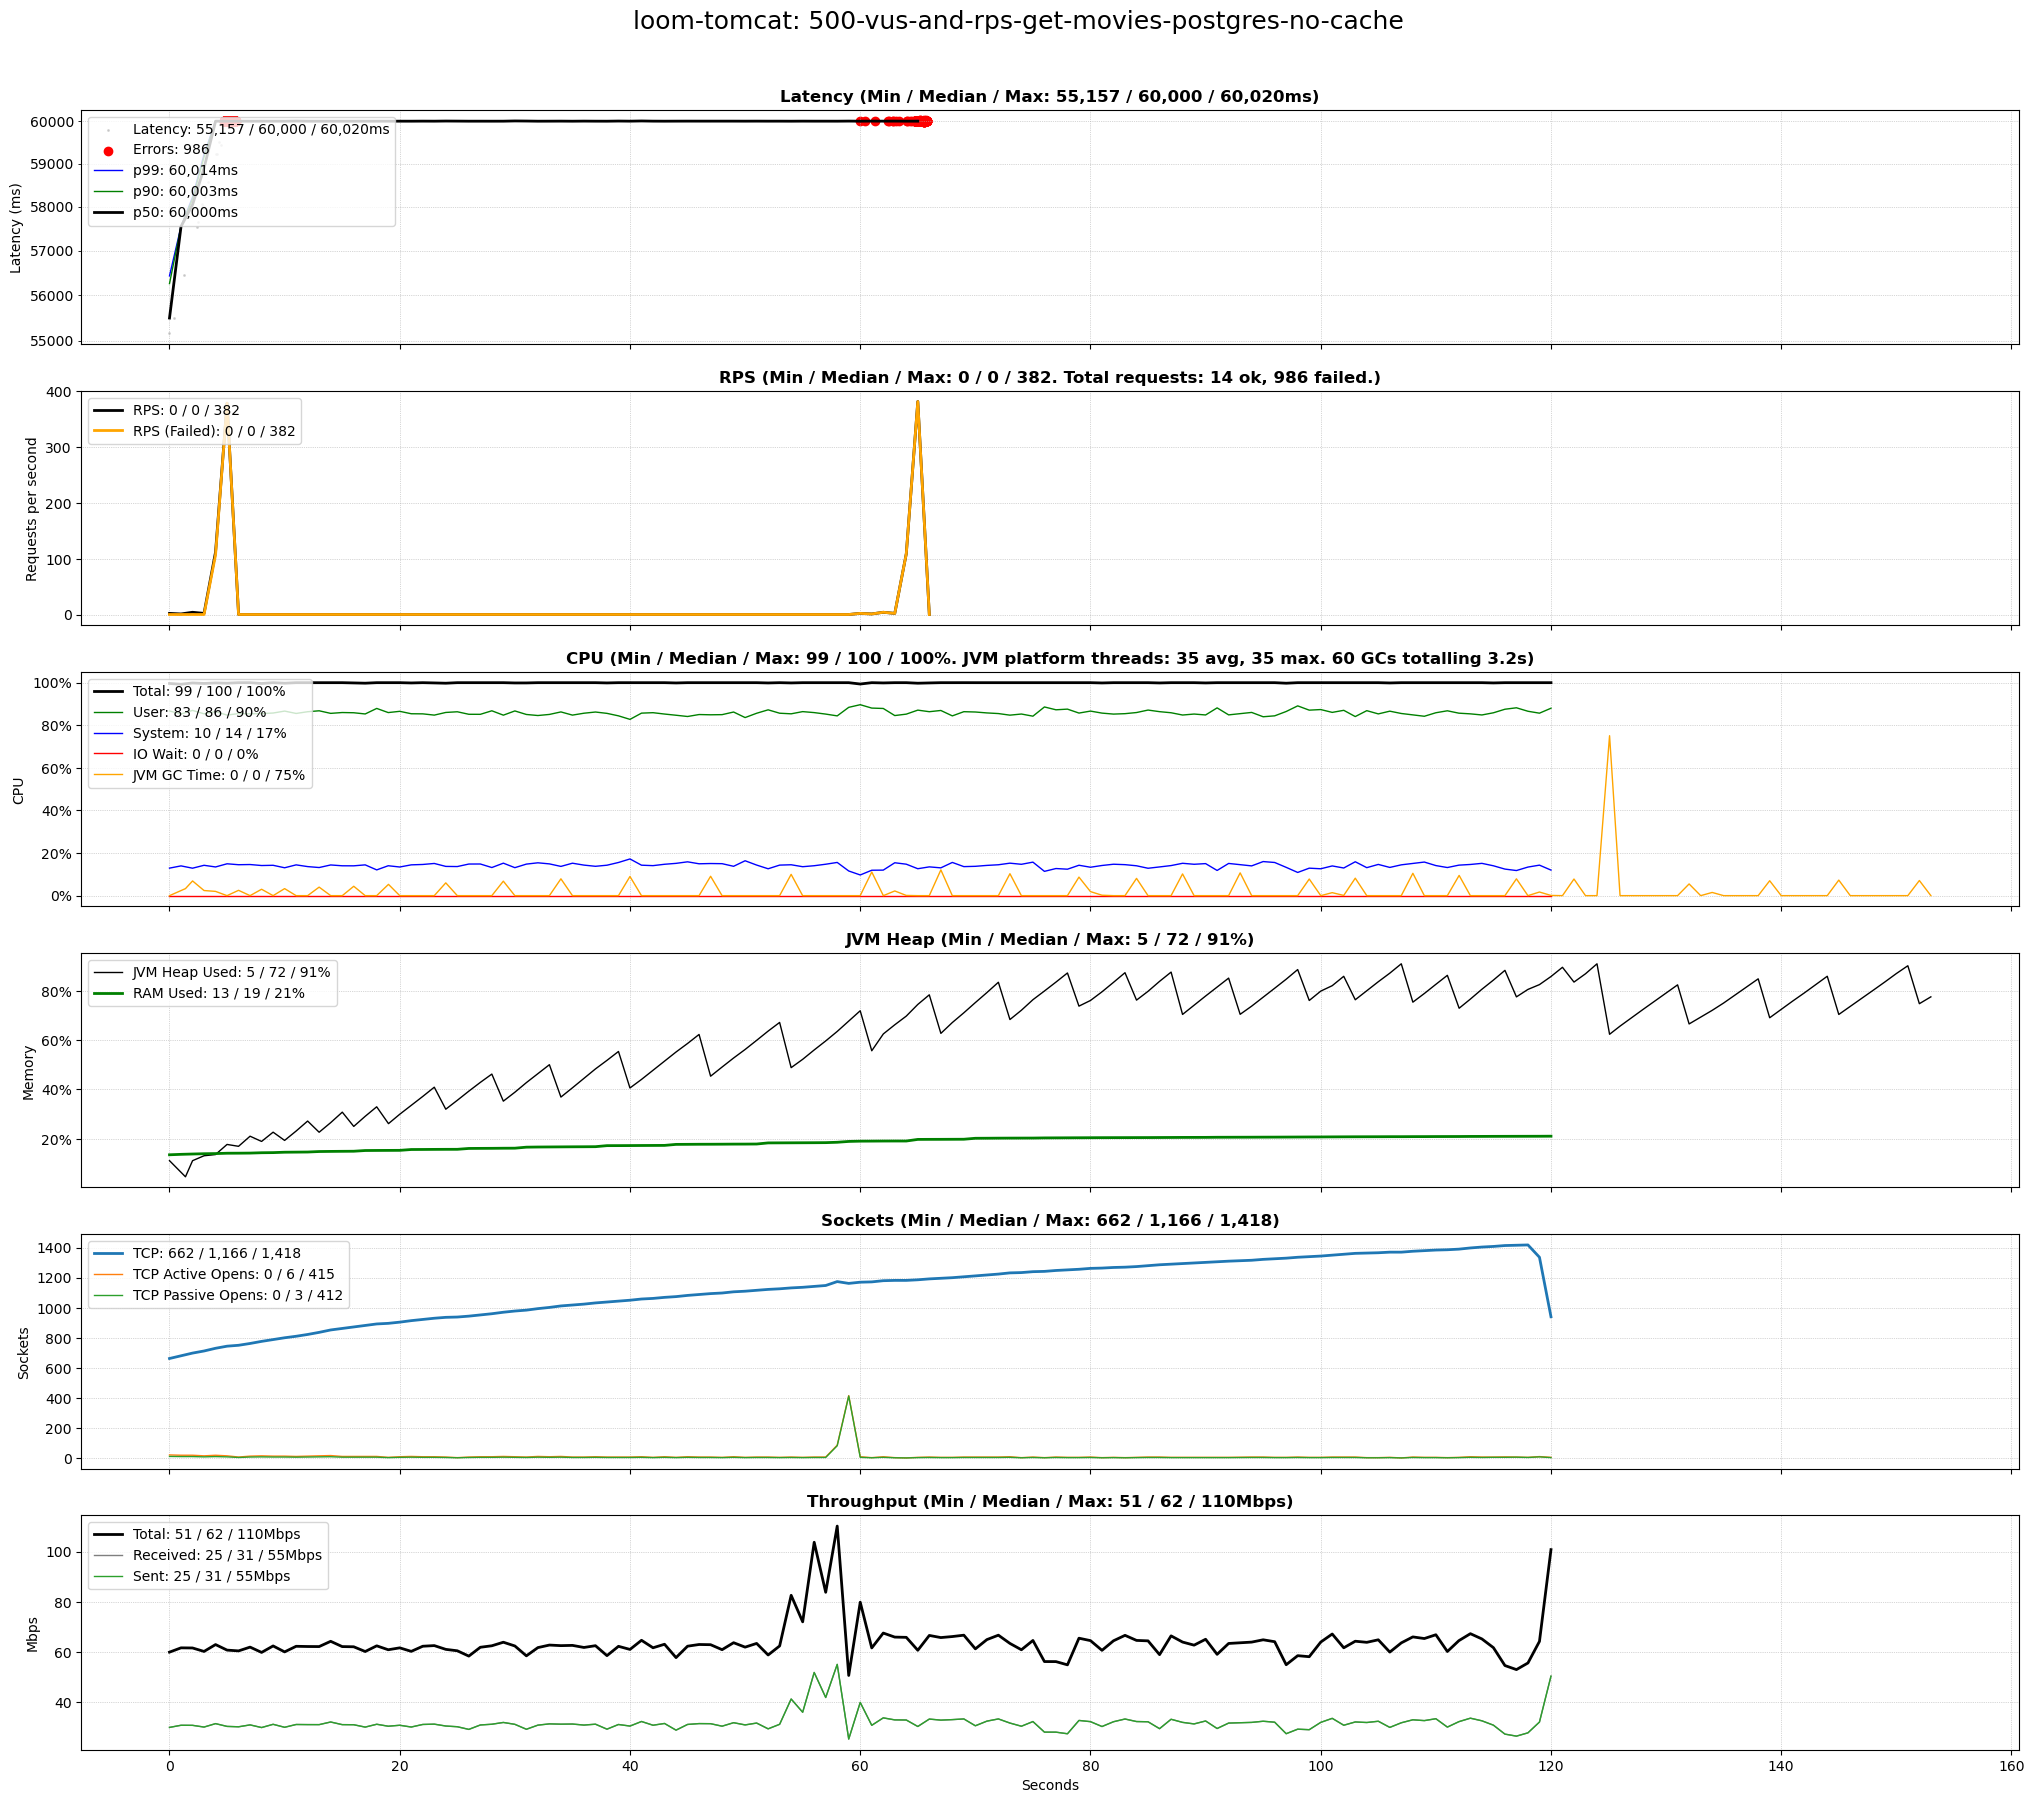 loom-tomcat: 500-vus-and-rps-get-movies-postgres-no-cache
Latency (Min / Median / Max: 55,157 / 60,000 / 60,020ms)
Latency (ms)
60000
59000
58000
57000
56000
55000
Latency: 55,157 / 60,000 / 60,020ms
Errors: 986
p99: 60,014ms
p90: 60,003ms
p50: 60,000ms
RPS (Min / Median / Max: 0 / 0 / 382. Total requests: 14 ok, 986 failed.)
Requests per second
400
300
200
100
0
RPS: 0 / 0 / 382
RPS (Failed): 0 / 0 / 382
CPU (Min / Median / Max: 99 / 100 / 100%. JVM platform threads: 35 avg, 35 max. 60 GCs totalling 3.2s)
CPU
100%
80%
60%
40%
20%
0%
Total: 99 / 100 / 100%
User: 83 / 86 / 90%
System: 10 / 14 / 17%
IO Wait: 0 / 0 / 0%
JVM GC Time: 0 / 0 / 75%
JVM Heap (Min / Median / Max: 5 / 72 / 91%)
Memory
80%
60%
40%
20%
JVM Heap Used: 5 / 72 / 91%
RAM Used: 13 / 19 / 21%
Sockets (Min / Median / Max: 662 / 1,166 / 1,418)
Sockets
1400
1200
1000
800
600
400
200
0
TCP: 662 / 1,166 / 1,418
TCP Active Opens: 0 / 6 / 415
TCP Passive Opens: 0 / 3 / 412
Throughput (Min / Median / Max: 51 / 62 / 110Mbps)
Mbps
100
80
60
40
Total: 51 / 62 / 110Mbps
Received: 25 / 31 / 55Mbps
Sent: 25 / 31 / 55Mbps
0 20 40 60 80 100 120 140 160
Seconds